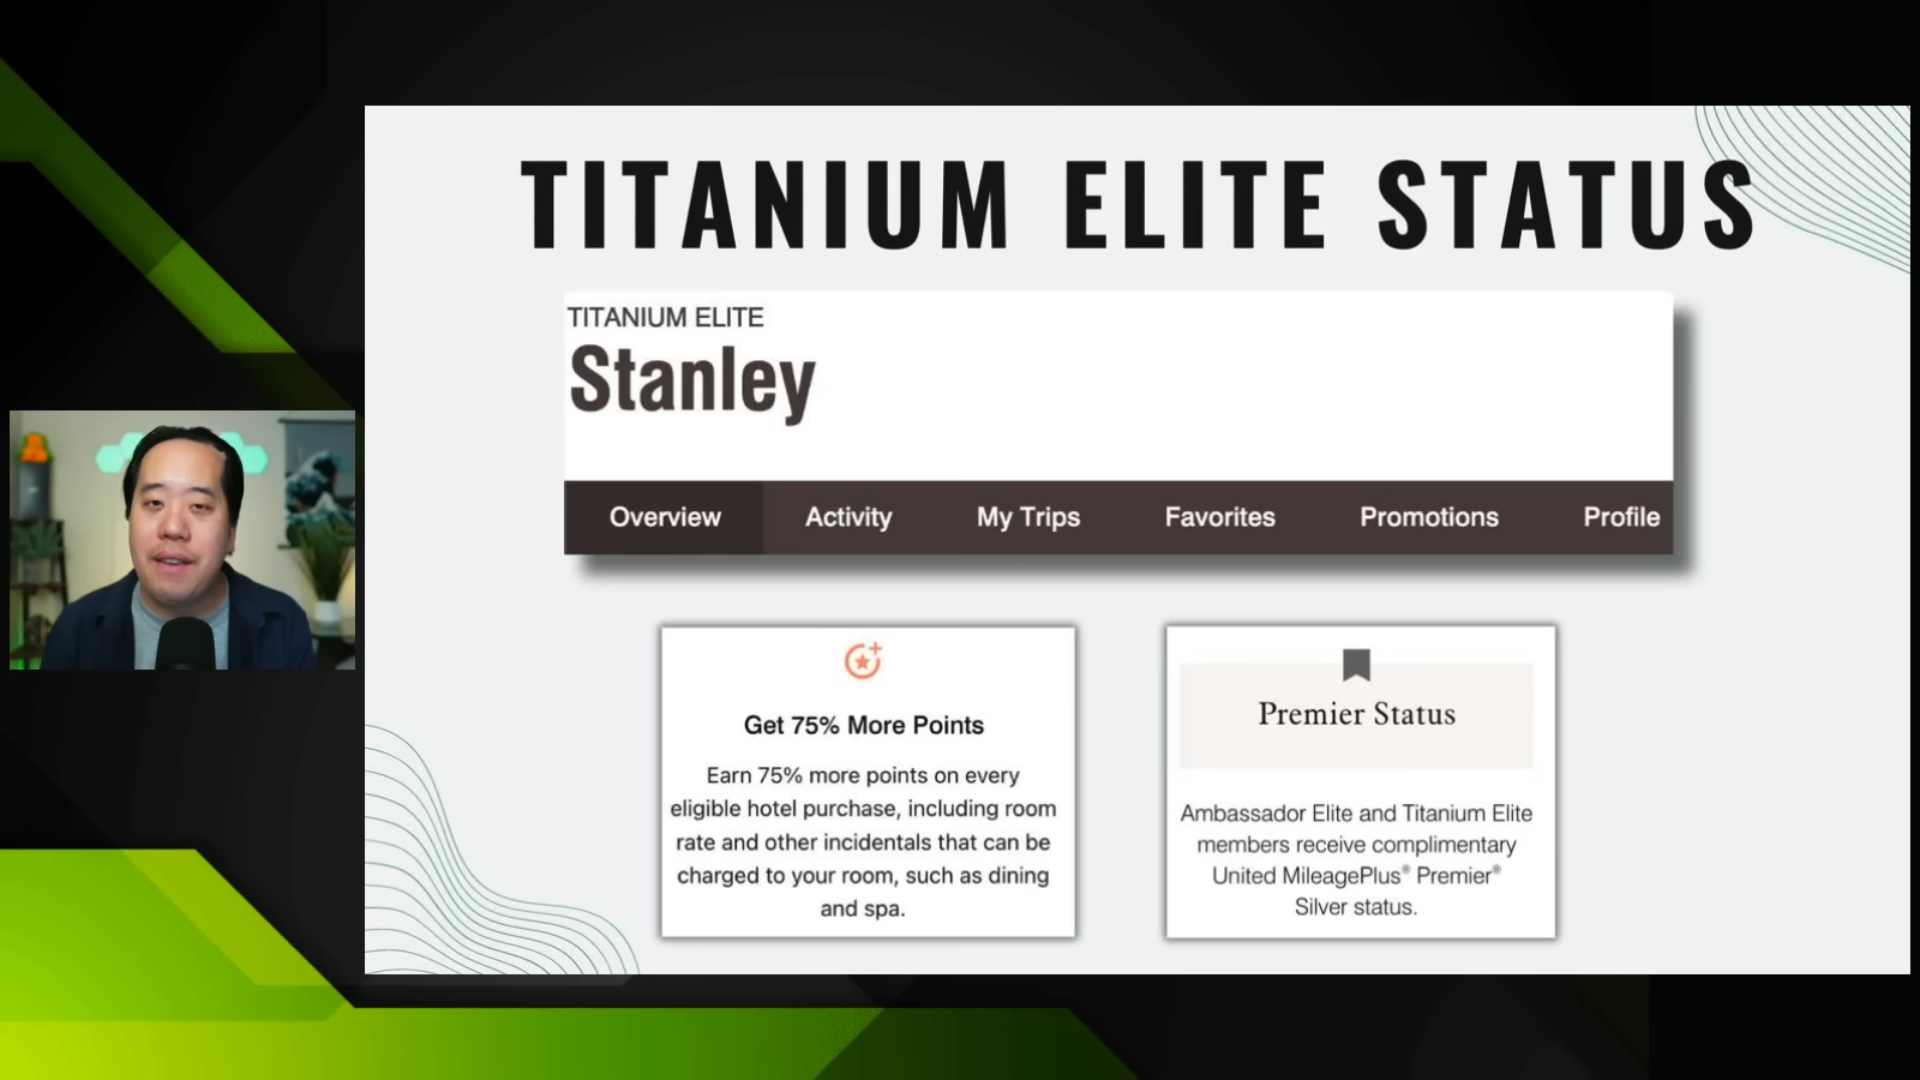 TITANIUM ELITE STATUS
TITANIUM ELITE
Stanley
Overview Activity My Trips Favorites Promotions Profile
Get 75% More Points
Earn 75% more points on every
eligible hotel purchase, including room
rate and other incidentals that can be
charged to your room, such as dining
and spa.
Premier Status
Ambassador Elite and Titanium Elite
members receive complimentary
United MileagePlus® Premier®
Silver status.